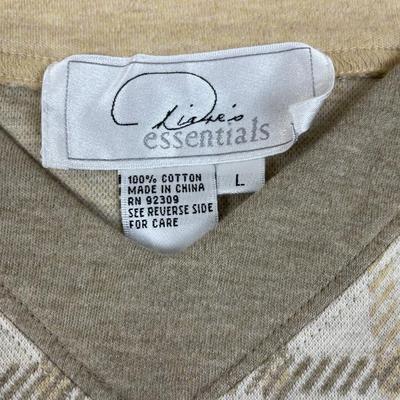 Diane's
essentials
100% COTTON
MADE IN CHINA
RN 92309
SEE REVERSE SIDE
FOR CARE
L